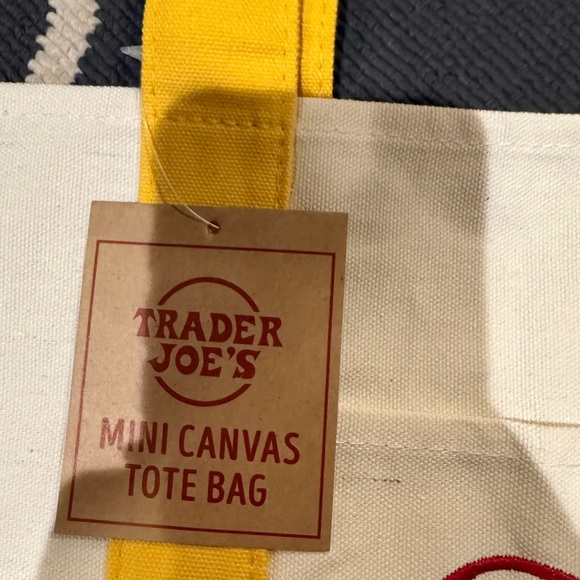 TRADER
JOE'S
MINI CANVAS
TOTE BAG